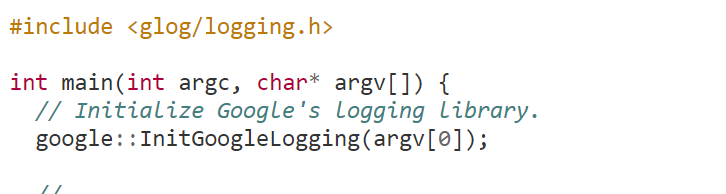 #include <glog/logging.h>
int main(int argc, char* argv[]) {
// Initialize Google's logging library.
google::InitGoogleLogging(argv[0]);
//